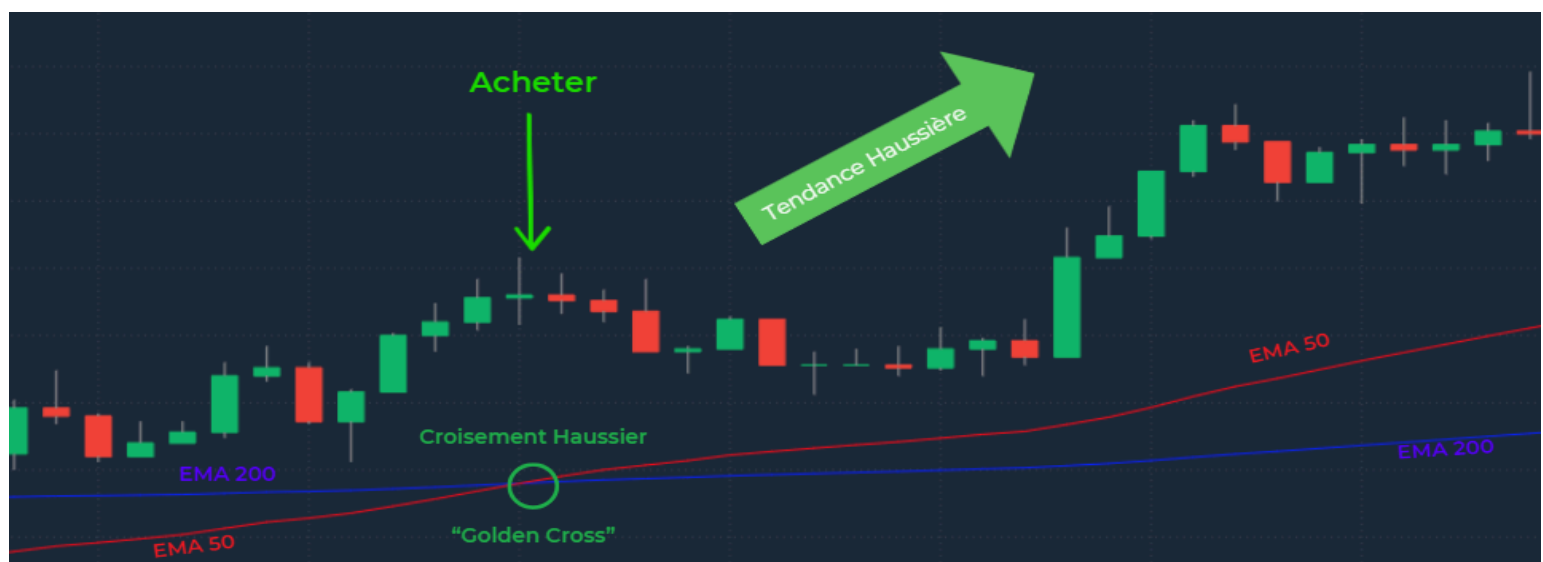 Acheter
Tendance Haussière
EMA 50
Croisement Haussier
EMA 200
EMA 200
"Golden Cross"
EMA 50